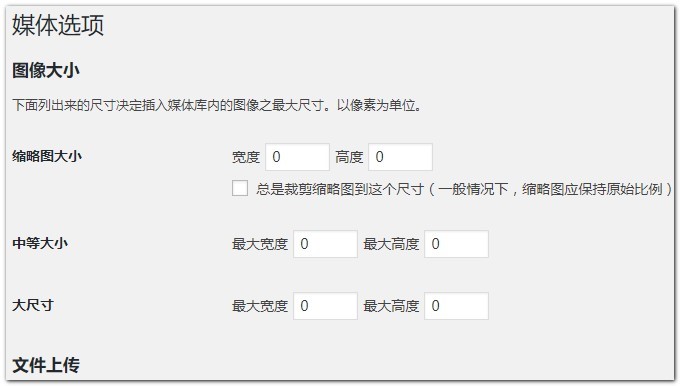 媒体选项
图像大小
下面列出来的尺寸决定插入媒体库内的图像之最大尺寸。以像素为单位。
缩略图大小 宽度 0 高度 0
总是裁剪缩略图到这个尺寸（一般情况下，缩略图应保持原始比例）
中等大小 最大宽度 0 最大高度 0
大尺寸 最大宽度 0 最大高度 0
文件上传